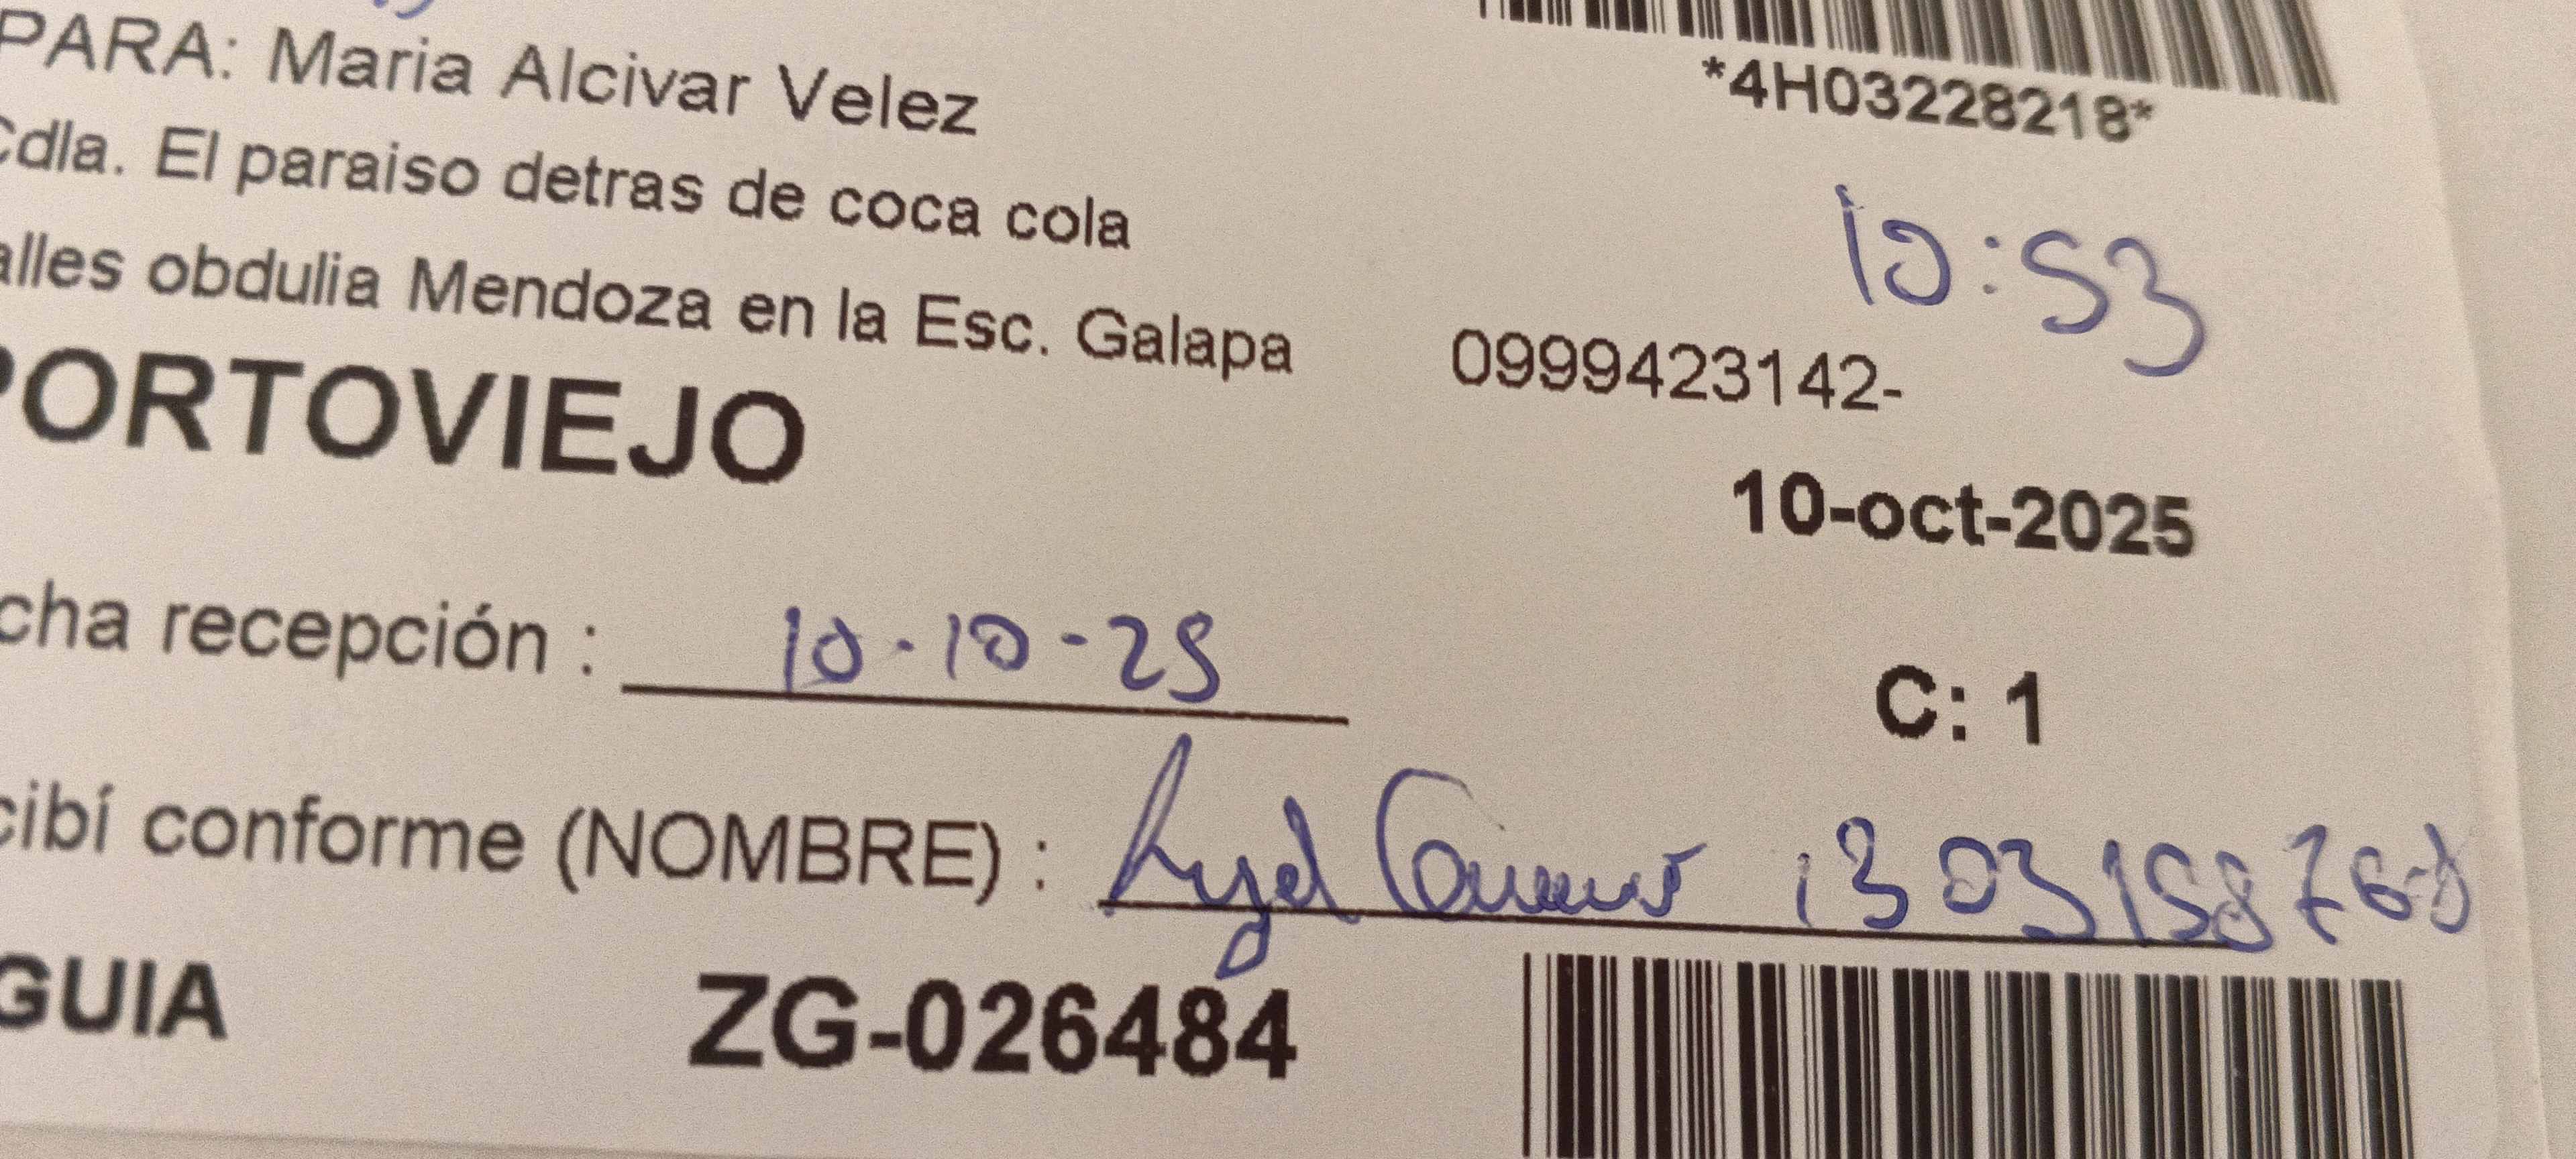 PARA: Maria Alcivar Velez
*4H03228218*
Cdla. El paraiso detras de coca cola
10:53
alles obdulia Mendoza en la Esc. Galapa
0999423142-
PORTOVIEJO
10-oct-2025
cha recepción : 10-10-25
C: 1
cibí conforme (NOMBRE) : Angel
GUIA ZG-026484